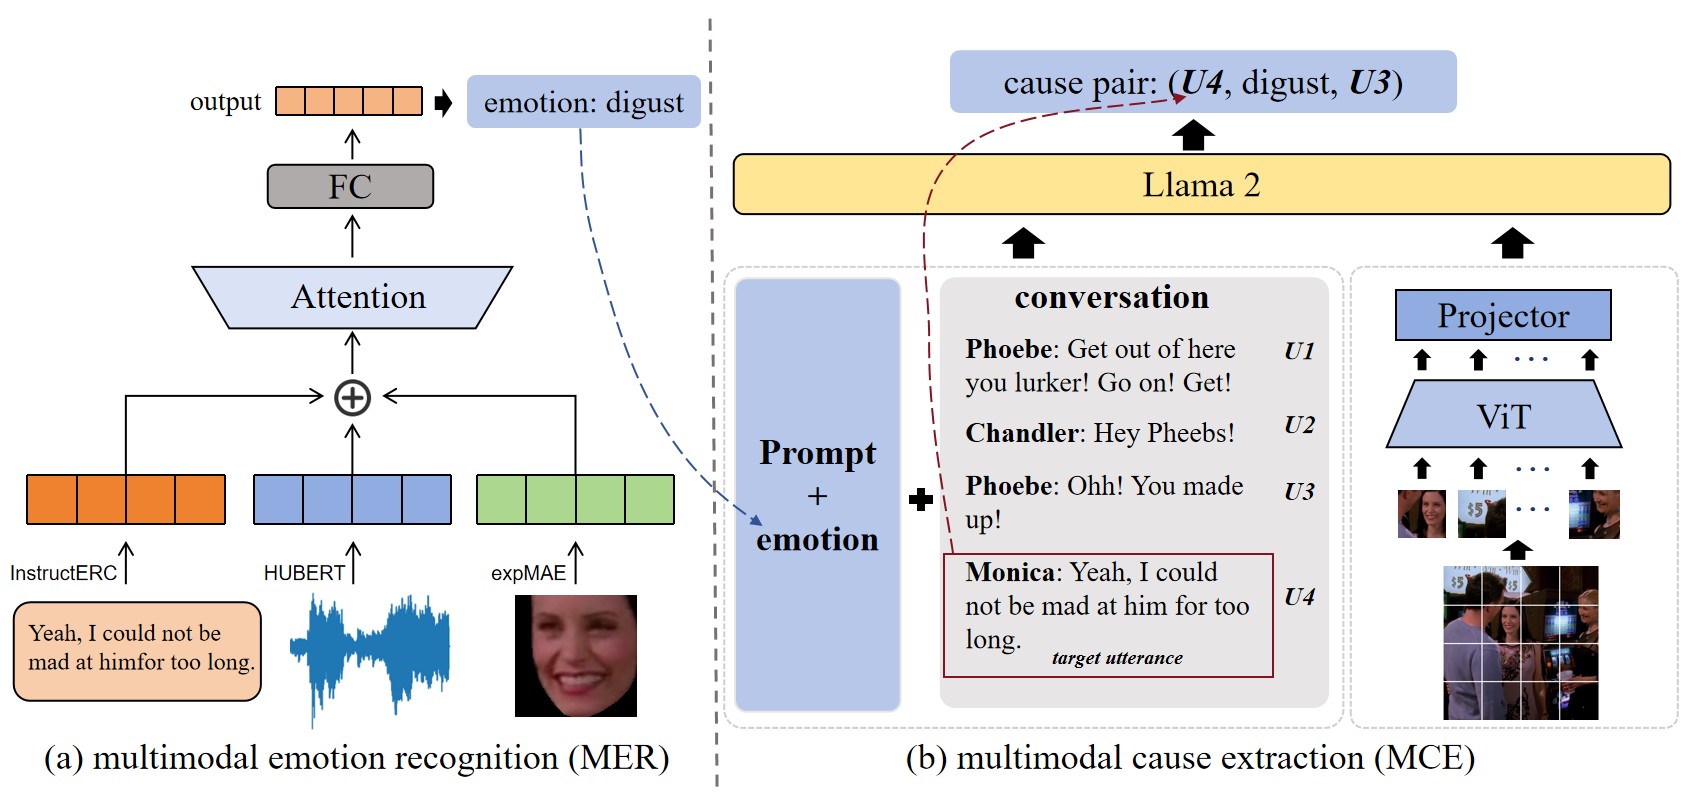 output
emotion: digust
FC
Attention
InstructERC
HUBERT
expMAE
Yeah, I could not be
mad at himfor too long.
(a) multimodal emotion recognition (MER)
cause pair: (U4, digust, U3)
Llama 2
Prompt
+
emotion
conversation
Phoebe: Get out of here
you lurker! Go on! Get!
U1
Chandler: Hey Pheebs!
U2
Phoebe: Ohh! You made
up!
U3
Monica: Yeah, I could
not be mad at him for too
long.
U4
target utterance
Projector
ViT
$5
$5
$5
(b) multimodal cause extraction (MCE)